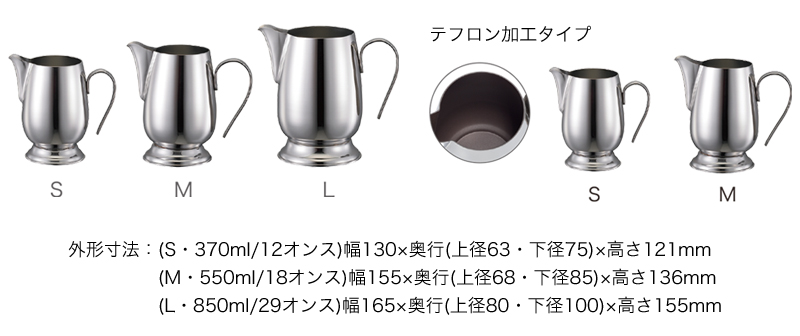 テフロン加工タイプ
S
M
L
S
M
外形寸法：(S・370ml/12オンス)幅130×奥行(上径63・下径75)×高さ121mm
(M・550ml/18オンス)幅155×奥行(上径68・下径85)×高さ136mm
(L・850ml/29オンス)幅165×奥行(上径80・下径100)×高さ155mm